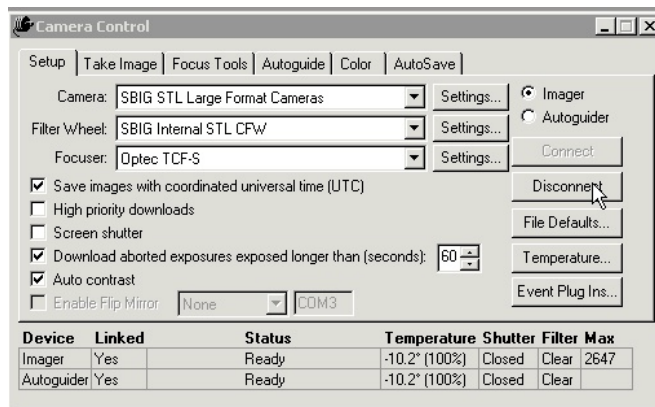 Camera Control
Setup Take Image Focus Tools Autoguide Color AutoSave
Camera: SBIG STL Large Format Cameras Settings... Imager
Autoguider
Filter Wheel: SBIG Internal STL CFW Settings...
Focuser: Optec TCF-S Settings... Connect
Save images with coordinated universal time (UTC) Disconnect
High priority downloads File Defaults...
Screen shutter
Download aborted exposures exposed longer than (seconds): 60 Temperature...
Auto contrast
Enable Flip Mirror None COM3 Event Plug Ins...
Device Linked Status Temperature Shutter Filter Max
Imager Yes Ready -10.2° (100%) Closed Clear 2647
Autoguider Yes Ready -10.2° (100%) Closed Clear